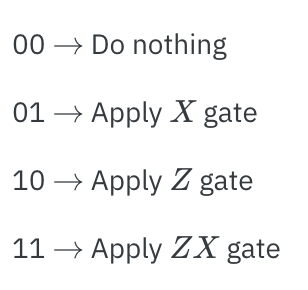 00 → Do nothing
01 → Apply X gate
10 → Apply Z gate
11 → Apply ZX gate